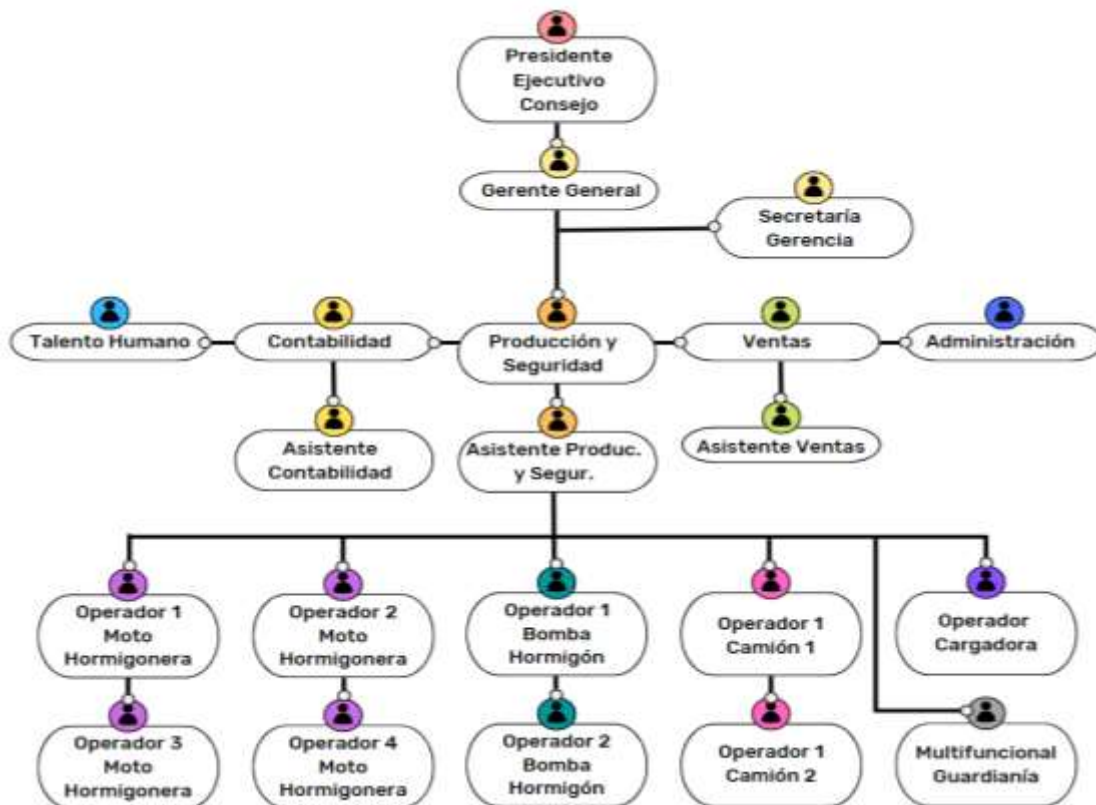 Presidente
Ejecutivo
Consejo
Gerente General
Secretaría
Gerencia
Talento Humano
Contabilidad
Producción y
Seguridad
Ventas
Administración
Asistente
Contabilidad
Asistente Produc.
y Segur.
Asistente Ventas
Operador 1
Moto
Hormigonera
Operador 2
Moto
Hormigonera
Operador 1
Bomba
Hormigón
Operador 1
Camión 1
Operador
Cargadora
Operador 3
Moto
Hormigonera
Operador 4
Moto
Hormigonera
Operador 2
Bomba
Hormigón
Operador 1
Camión 2
Multifuncional
Guardianía